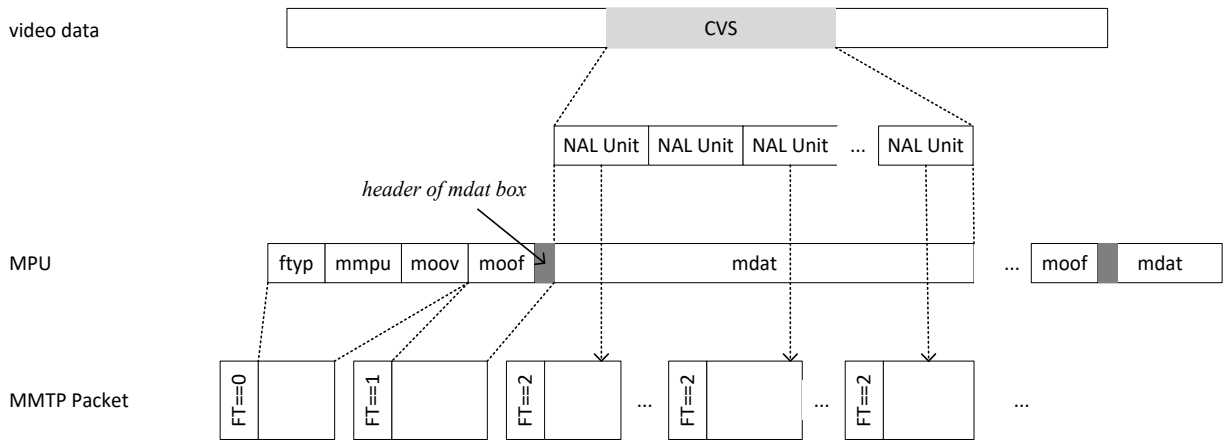 video data CVS
NAL Unit NAL Unit NAL Unit ... NAL Unit
header of mdat box
MPU ftyp mmpu moov moof mdat ... moof mdat
MMTP Packet FT==0 FT==1 FT==2 ... FT==2 ... FT==2 ...